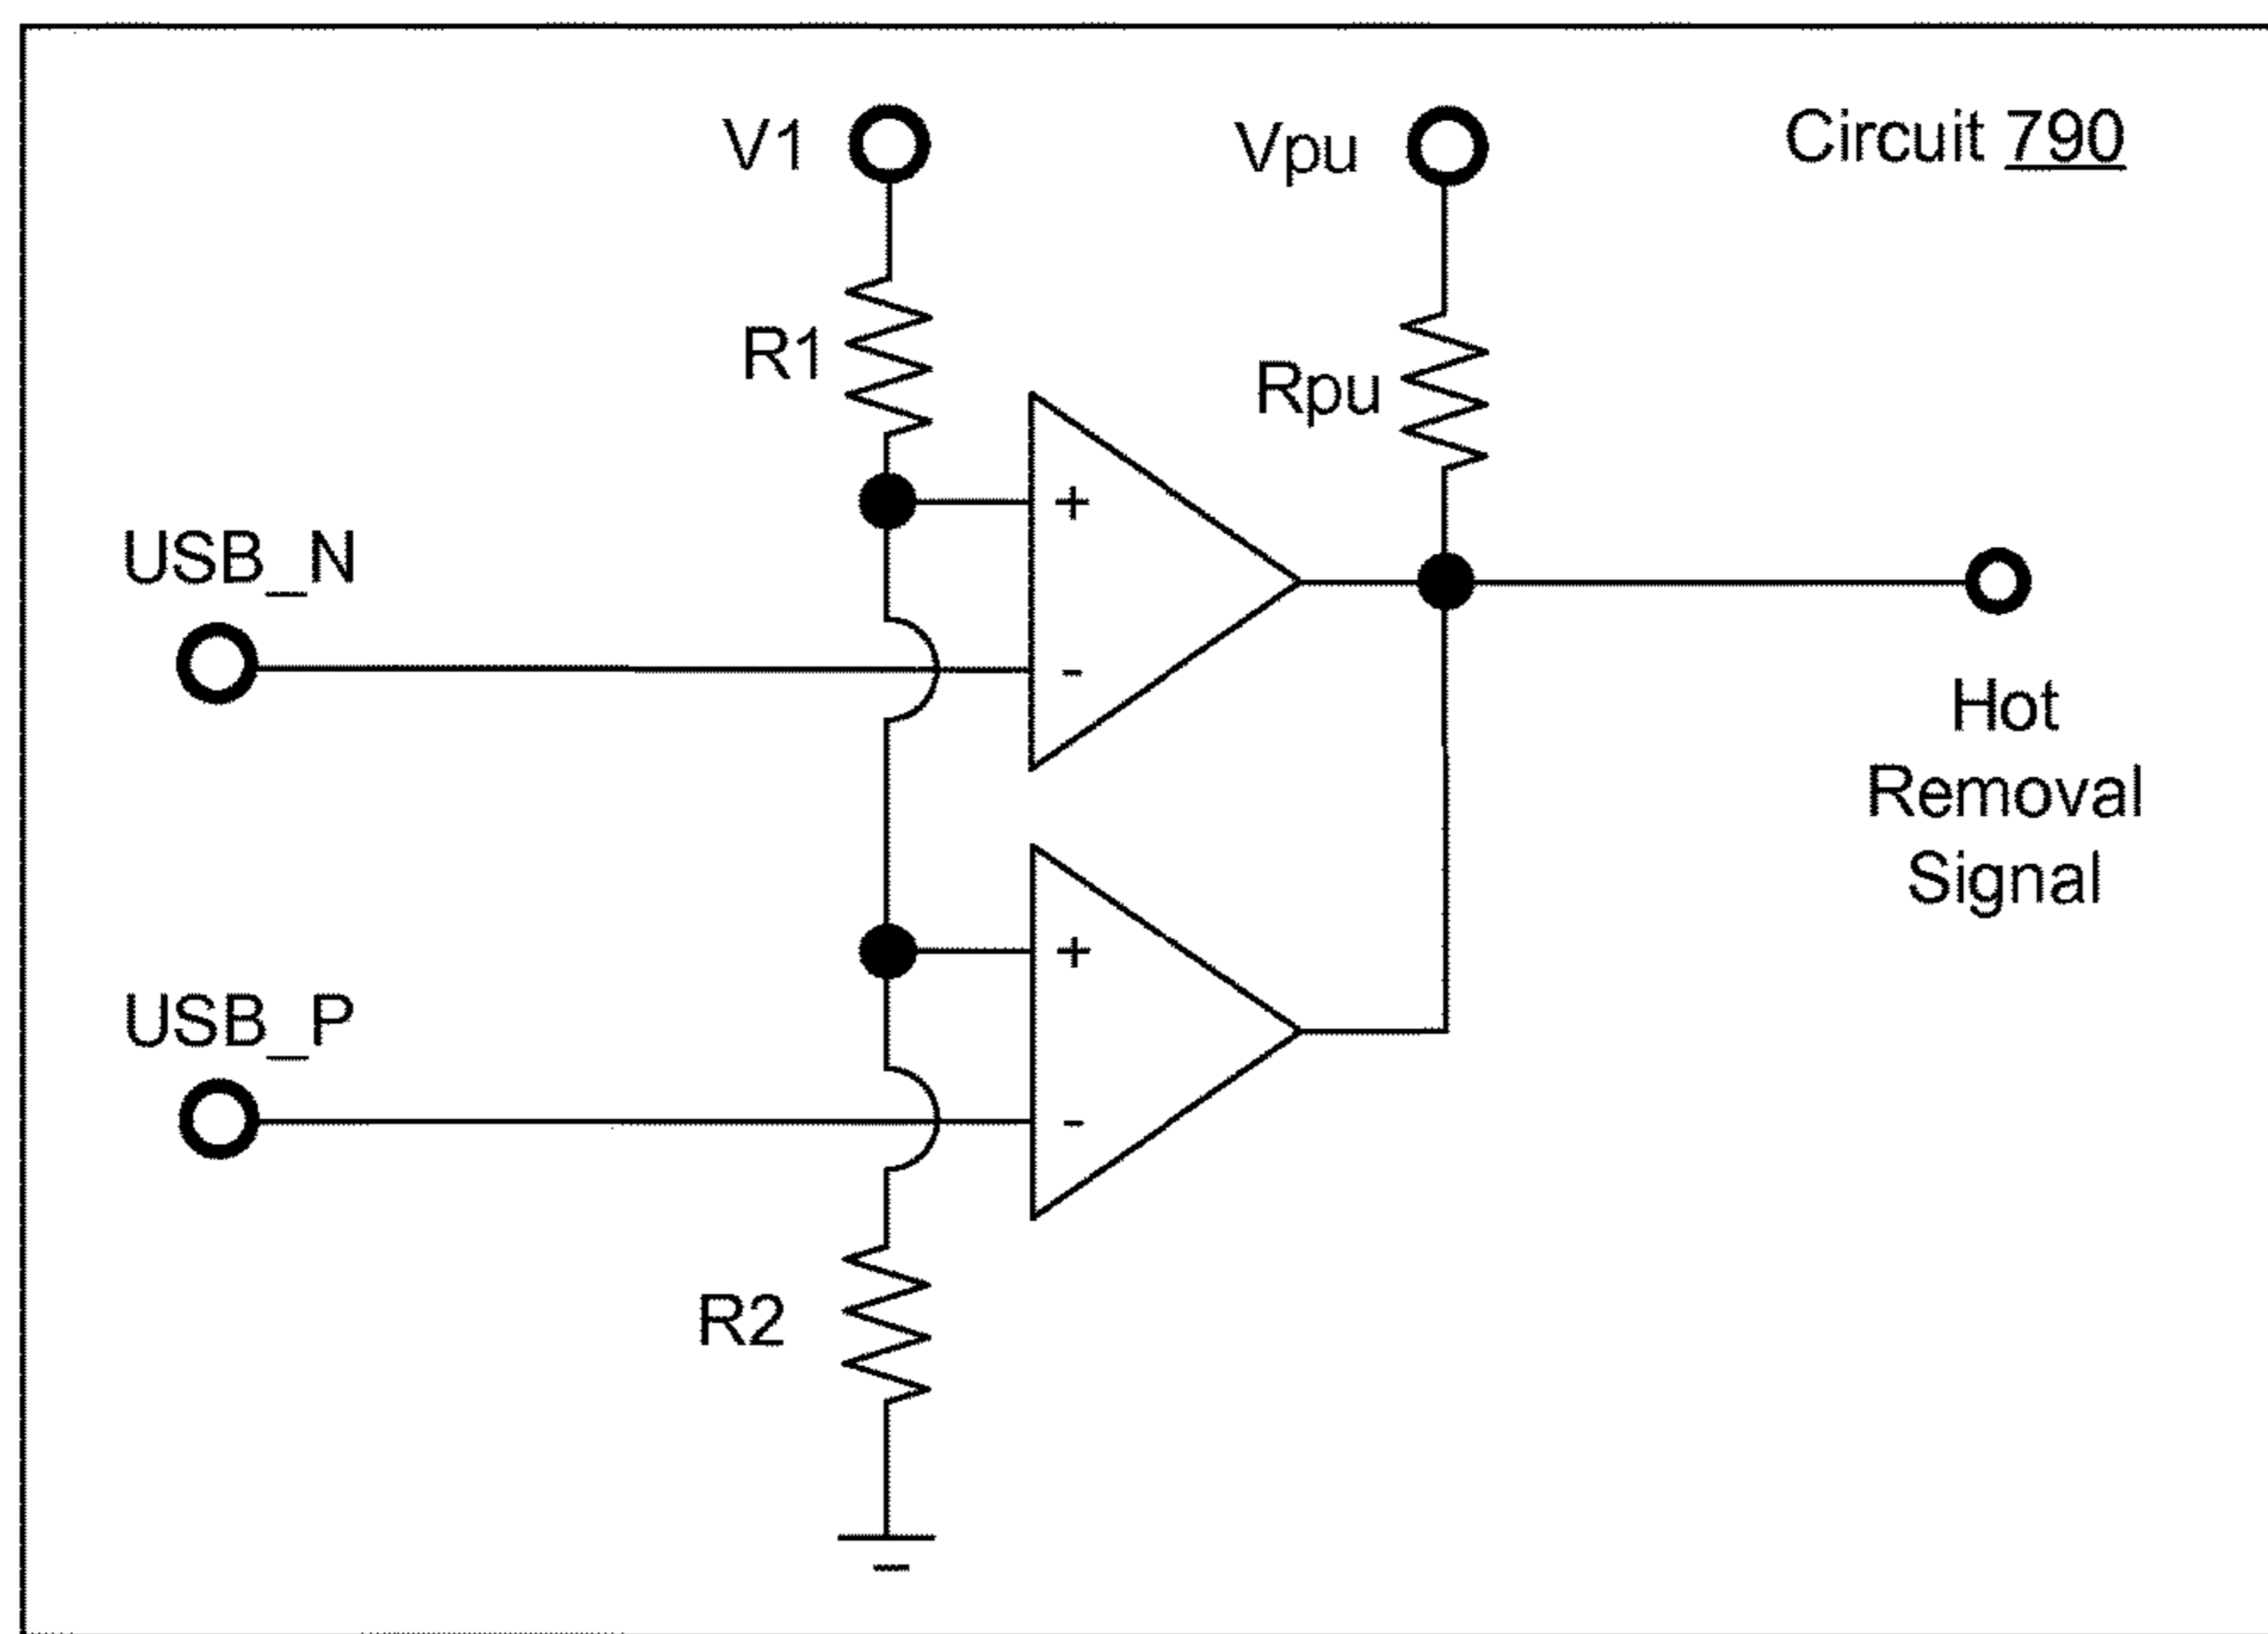 Circuit 790
V1
Vpu
R1
Rpu
+
USB_N
-
Hot
Removal
Signal
+
USB_P
-
R2